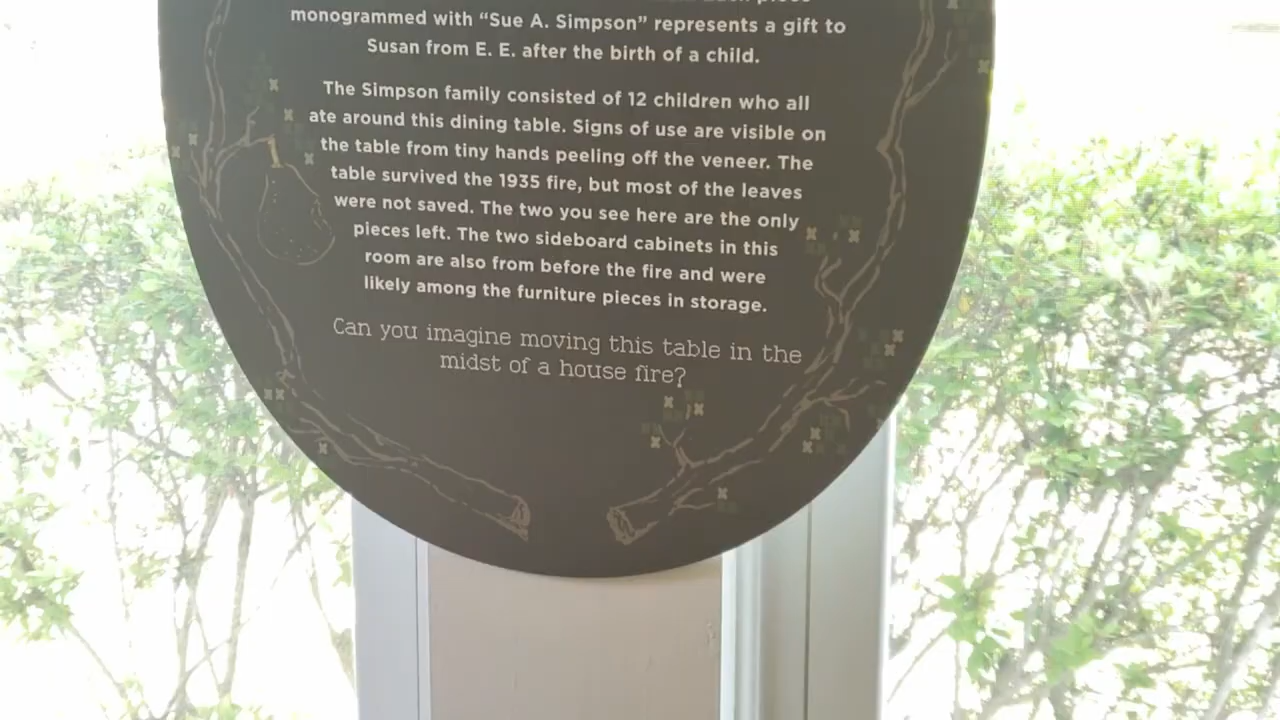 monogrammed with “Sue A. Simpson” represents a gift to
Susan from E. E. after the birth of a child.
The Simpson family consisted of 12 children who all
ate around this dining table. Signs of use are visible on
the table from tiny hands peeling off the veneer. The
table survived the 1935 fire, but most of the leaves
were not saved. The two you see here are the only
pieces left. The two sideboard cabinets in this
room are also from before the fire and were
likely among the furniture pieces in storage.
Can you imagine moving this table in the
midst of a house fire?